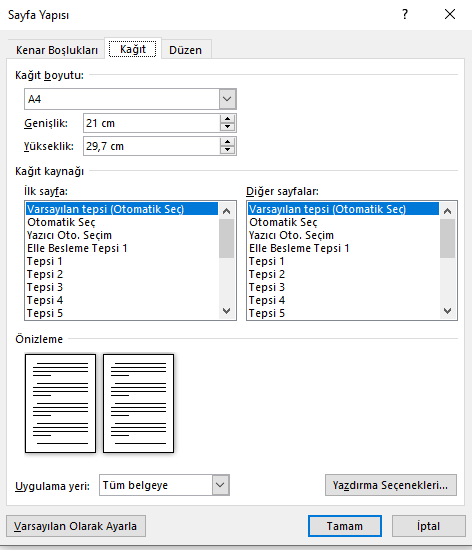 Sayfa Yapısı
Kenar Boşlukları Kağıt Düzen
Kağıt boyutu:
A4
Genişlik: 21 cm
Yükseklik: 29,7 cm
Kağıt kaynağı
İlk sayfa: Diğer sayfalar:
Varsayılan tepsi (Otomatik Seç) Varsayılan tepsi (Otomatik Seç)
Otomatik Seç Otomatik Seç
Yazıcı Oto. Seçim Yazıcı Oto. Seçim
Elle Besleme Tepsi 1 Elle Besleme Tepsi 1
Tepsi 1 Tepsi 1
Tepsi 2 Tepsi 2
Tepsi 3 Tepsi 3
Tepsi 4 Tepsi 4
Tepsi 5 Tepsi 5
Önizleme
Uygulama yeri: Tüm belgeye Yazdırma Seçenekleri...
Varsayılan Olarak Ayarla Tamam İptal